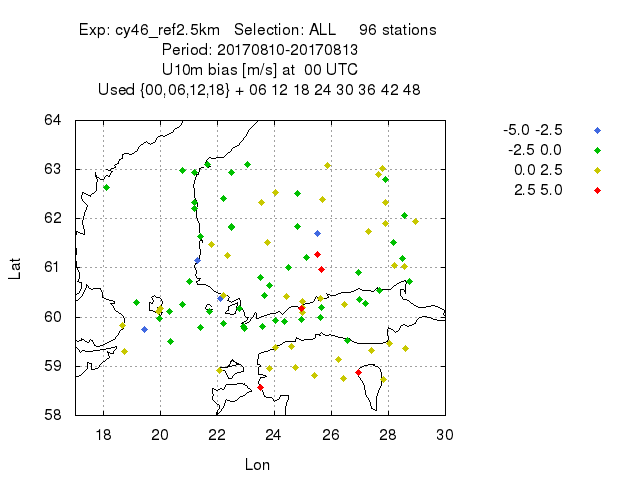 Exp: cy46_ref2.5km Selection: ALL 96 stations
Period: 20170810-20170813
U10m bias [m/s] at 00 UTC
Used {00,06,12,18} + 06 12 18 24 30 36 42 48
-5.0 -2.5
-2.5 0.0
0.0 2.5
2.5 5.0
Lat
64
63
62
61
60
59
58
18 20 22 24 26 28 30
Lon